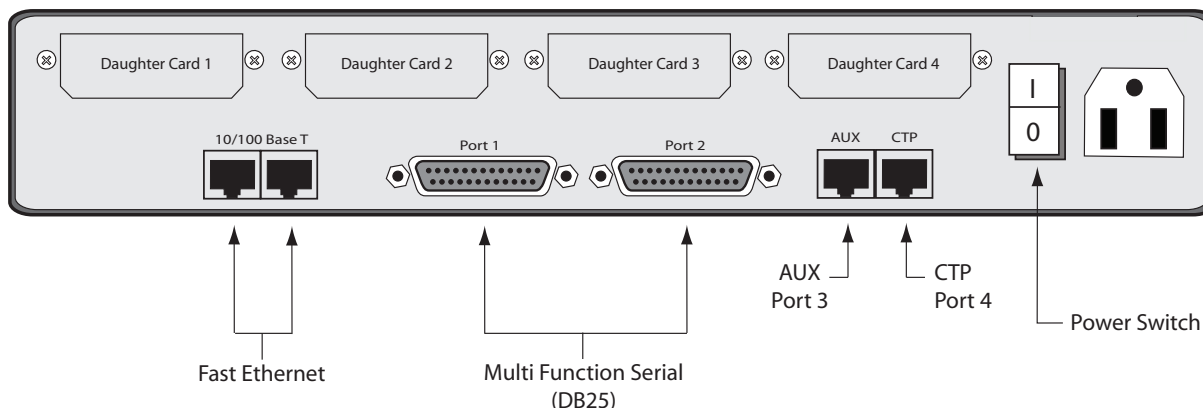 Daughter Card 1
Daughter Card 2
Daughter Card 3
Daughter Card 4
I
0
10/100 Base T
Port 1
Port 2
AUX
CTP
AUX
Port 3
CTP
Port 4
Power Switch
Fast Ethernet
Multi Function Serial
(DB25)